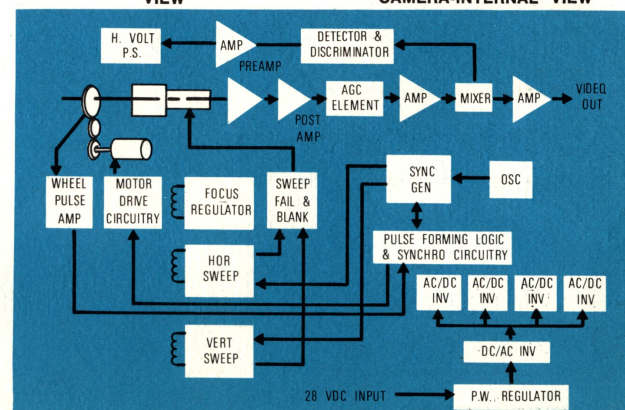 VIEW
CAMERA-INTERNAL VIEW
H. VOLT
P.S.
AMP
PREAMP
DETECTOR &
DISCRIMINATOR
POST
AMP
AGC
ELEMENT
AMP
MIXER
AMP
VIDEO
OUT
WHEEL
PULSE
AMP
MOTOR
DRIVE
CIRCUITRY
FOCUS
REGULATOR
SWEEP
FAIL &
BLANK
SYNC
GEN
OSC
HOR
SWEEP
PULSE FORMING LOGIC
& SYNCHRO CIRCUITRY
AC/DC
INV
AC/DC
INV
AC/DC
INV
AC/DC
INV
VERT
SWEEP
DC/AC INV
28 VDC INPUT
P.W. REGULATOR